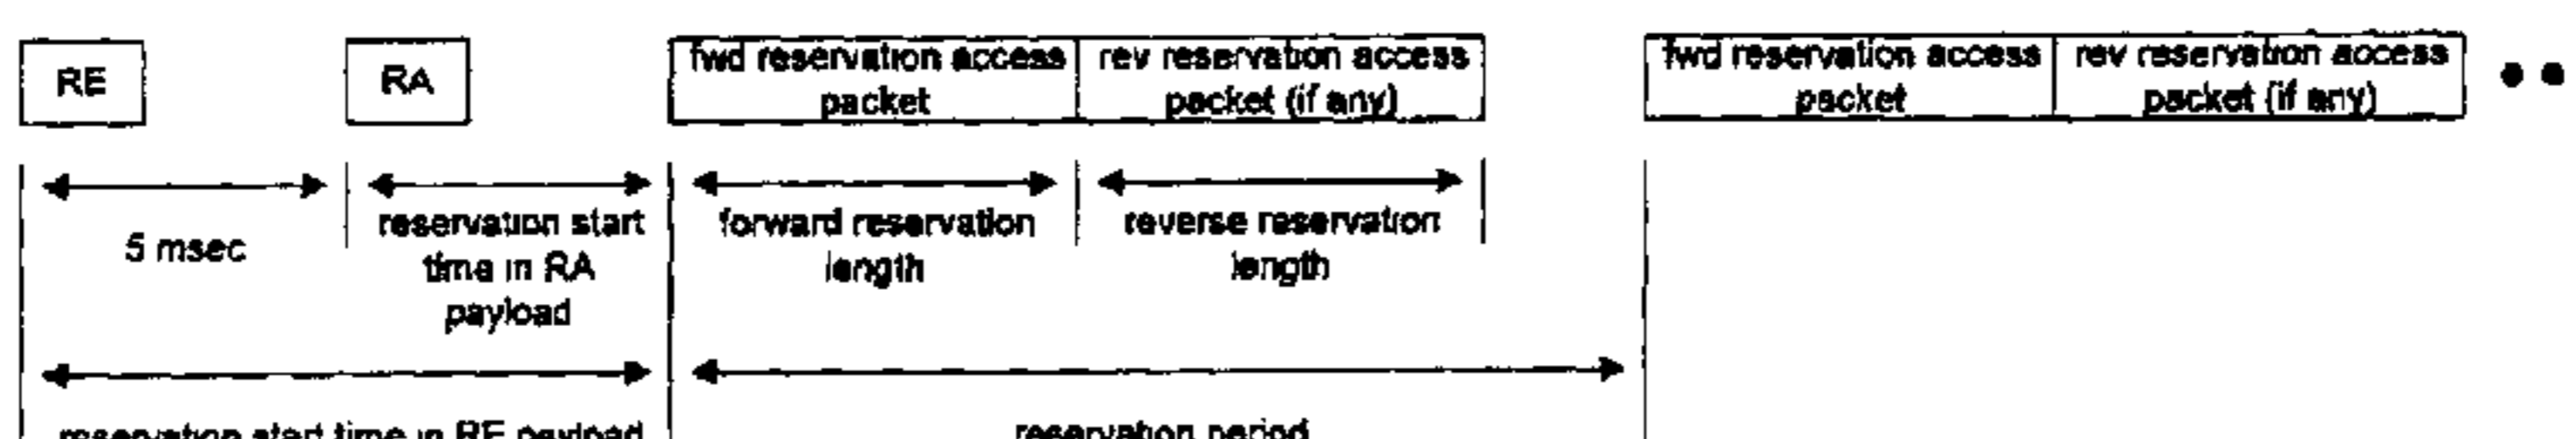 RE
RA
fwd reservation access
packet
rev reservation access
packet (if any)
fwd reservation access
packet
rev reservation access
packet (if any)
5 msec
reservation start
time in RA
payload
forward reservation
length
reverse reservation
length
reservation start time in RE payload
reservation period